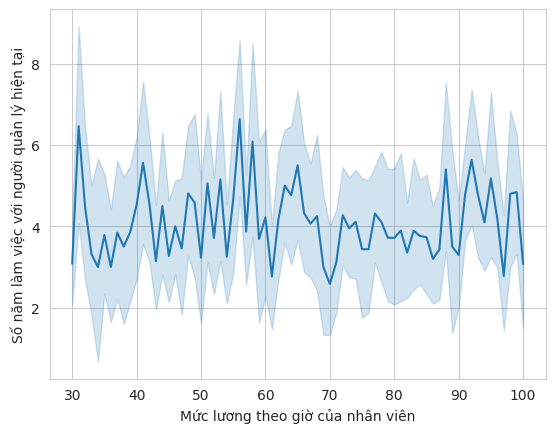 8
6
4
2
30 40 50 60 70 80 90 100
Số năm làm việc với người quản lý hiện tại
Mức lương theo giờ của nhân viên